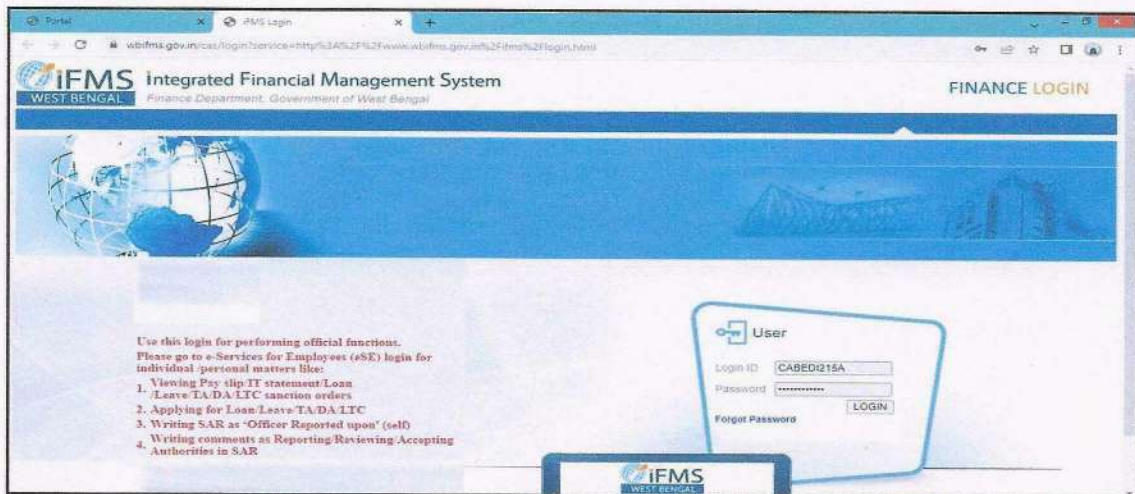 Portal
iFMS Login
wbifms.gov.in/cas/login?service=http%3A%2F%2Fwww.wbifms.gov.in%2Fifms%2Flogin.html
iFMS
WEST BENGAL
Integrated Financial Management System
Finance Department, Government of West Bengal
FINANCE LOGIN
Use this login for performing official functions.
Please go to e-Services for Employees (eSE) login for
individual /personal matters like:
1. Viewing Pay slip/IT statement/Loan
/Leave/TA/DA/LTC sanction orders
2. Applying for Loan/Leave/TA/DA/LTC
3. Writing SAR as 'Officer Reported upon' (self)
4. Writing comments as Reporting/Reviewing/Accepting
Authorities in SAR
User
Login ID CABEDI215A
Password ************
LOGIN
Forgot Password
iFMS
WEST BENGAL